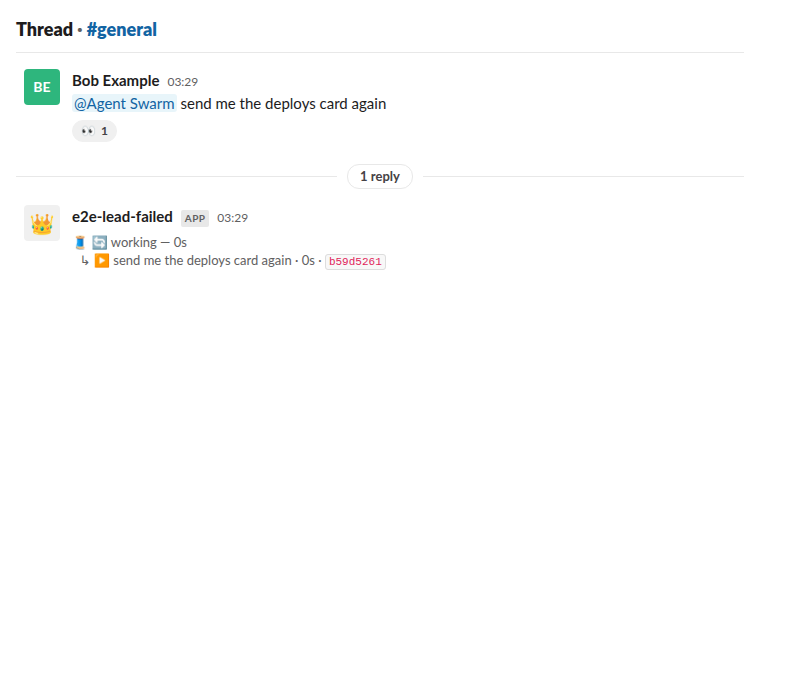 Thread • #general
BE
Bob Example 03:29
@Agent Swarm send me the deploys card again
👀 1
1 reply
e2e-lead-failed APP 03:29
🧵 🔄 working — 0s
↳ ▶️ send me the deploys card again · 0s · b59d5261